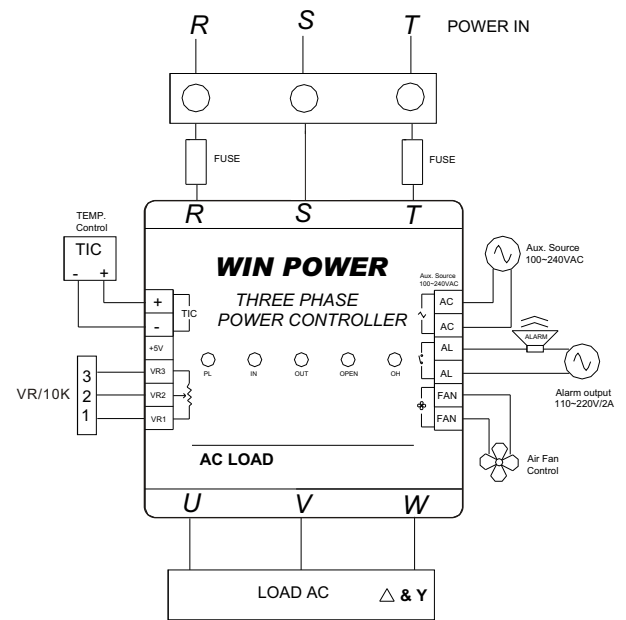 R S T POWER IN
FUSE FUSE
R S T
TEMP.
Control
TIC
- +
WIN POWER
THREE PHASE
POWER CONTROLLER
Aux. Source
100~240VAC
Aux. Source
100~240VAC
+
-
TIC
+5V
VR3
VR2
VR1
VR/10K
3
2
1
PL IN OUT OPEN OH
AC
AC
AL
AL
FAN
FAN
ALARM
Alarm output
110~220V/2A
Air Fan
Control
AC LOAD
U V W
LOAD AC △ & Y